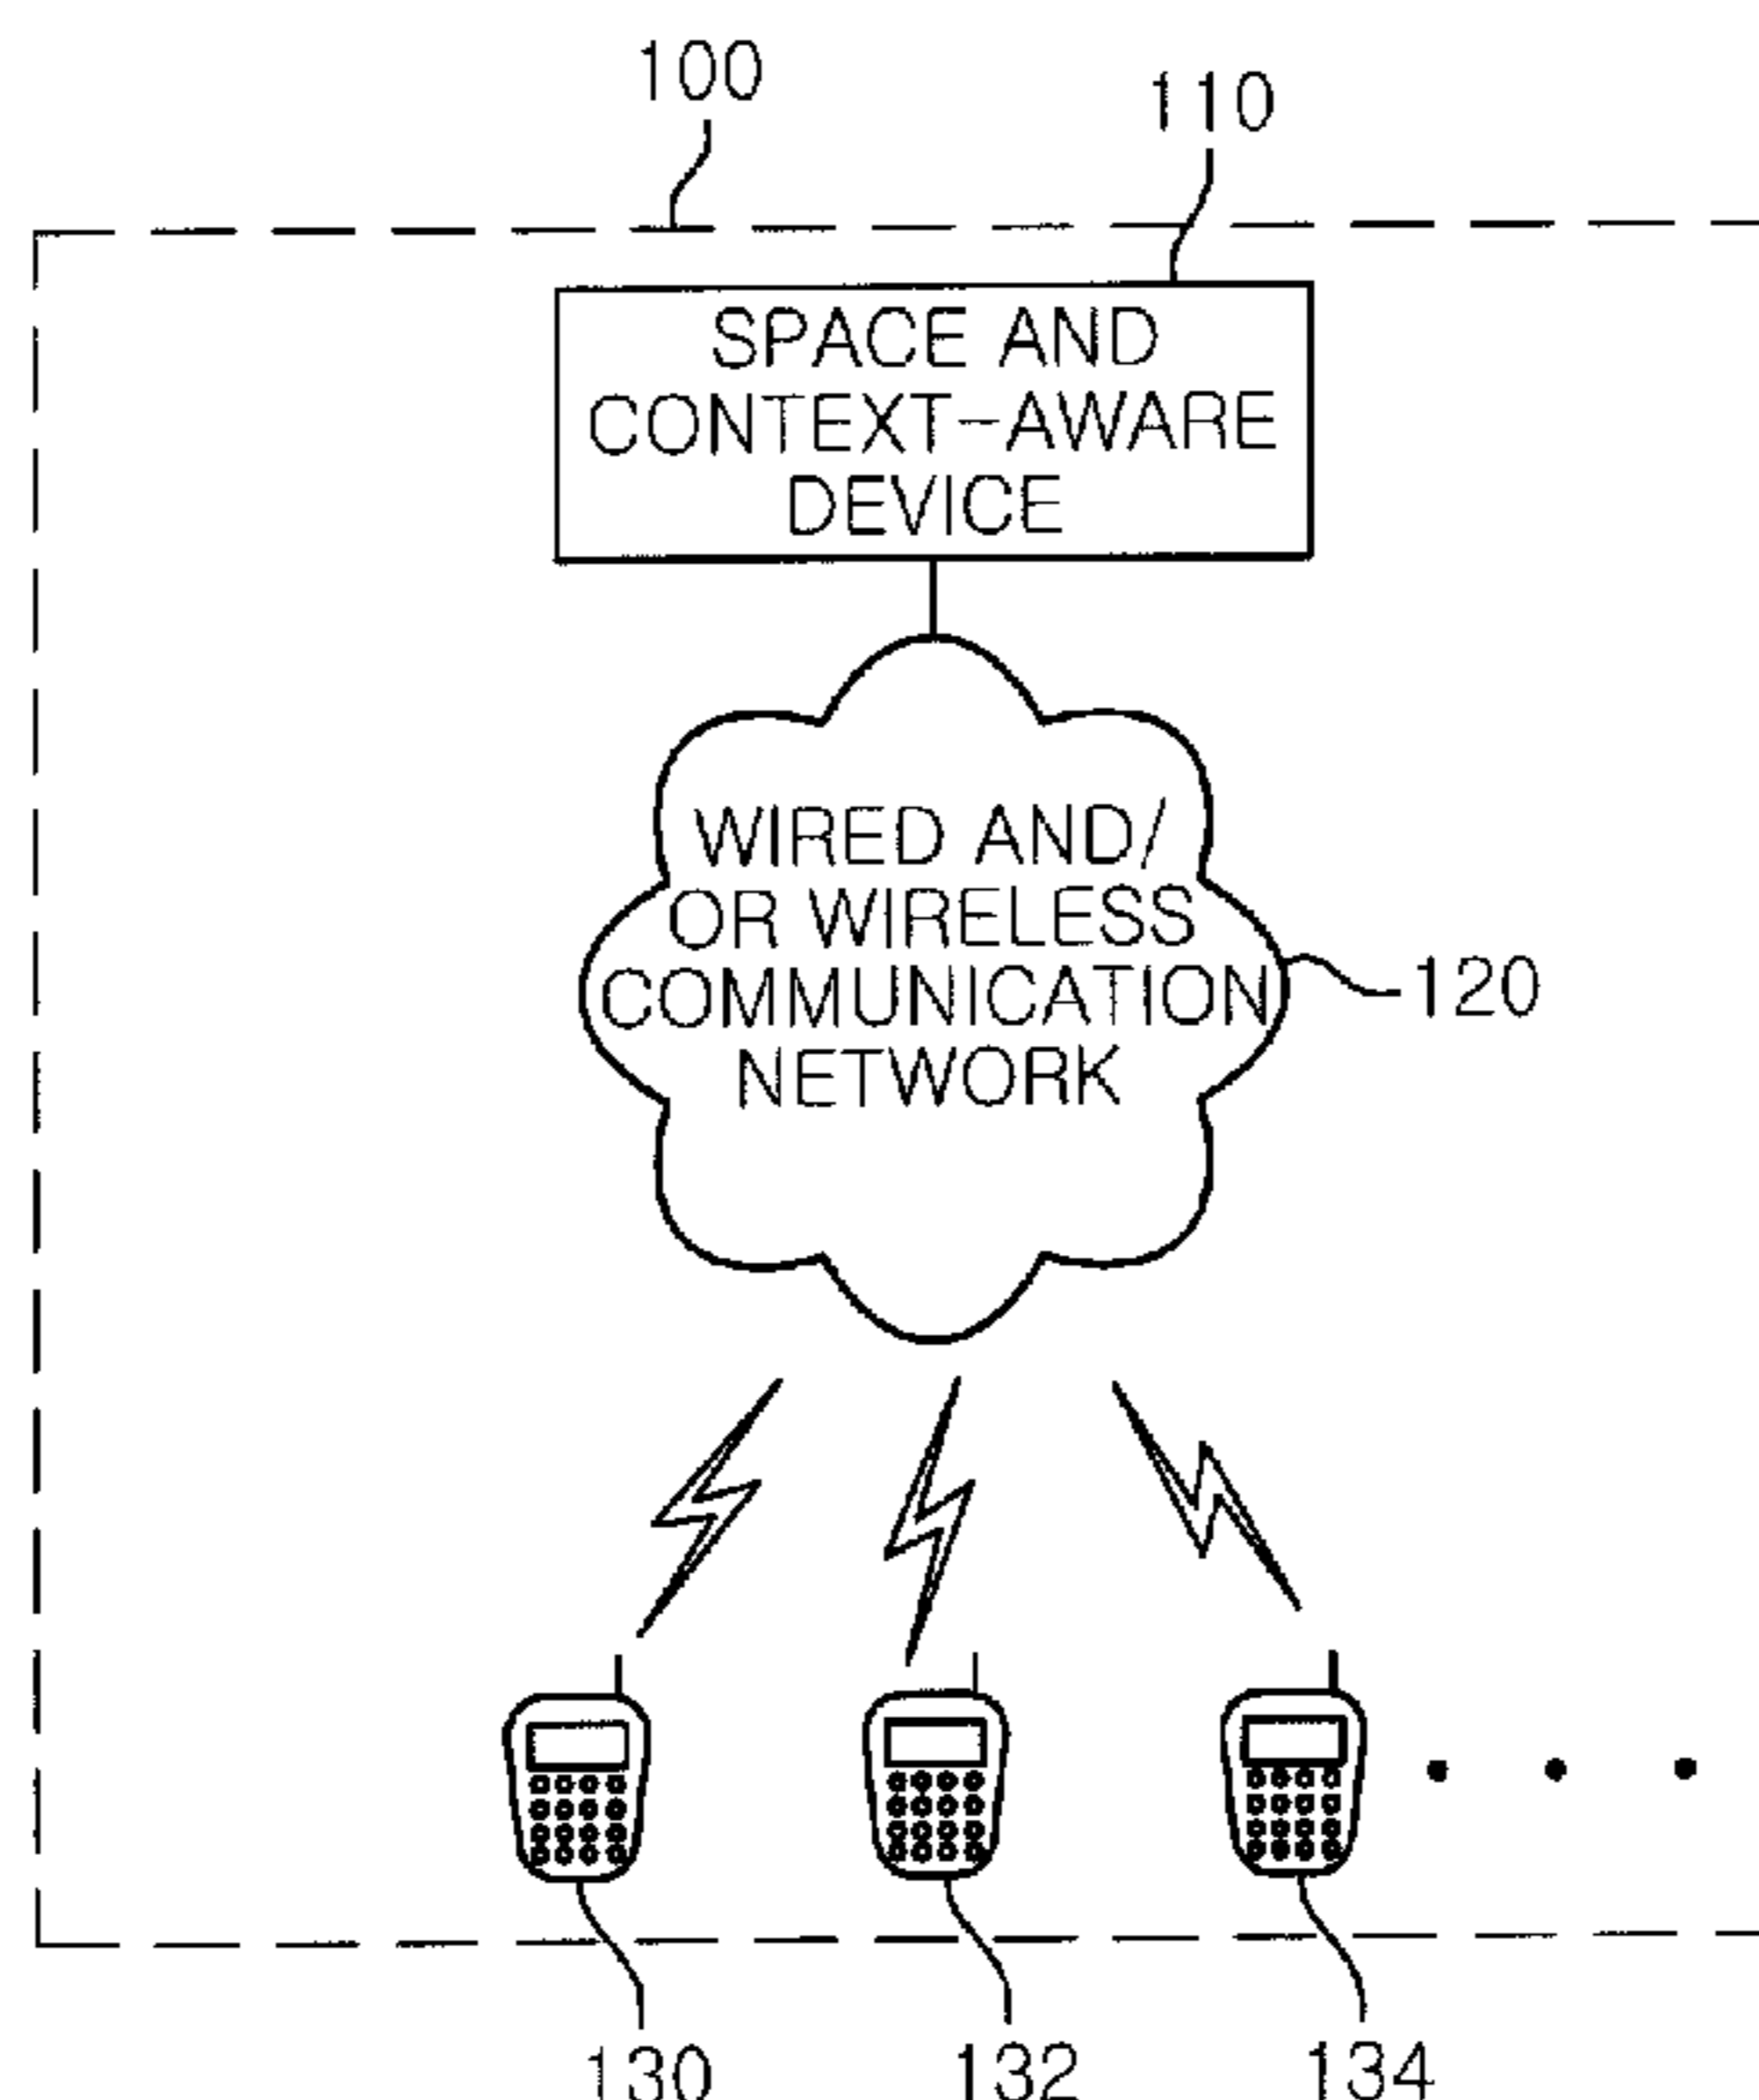 100
110
SPACE AND
CONTEXT-AWARE
DEVICE
WIRED AND/
OR WIRELESS
COMMUNICATION
NETWORK
120
130
132
134